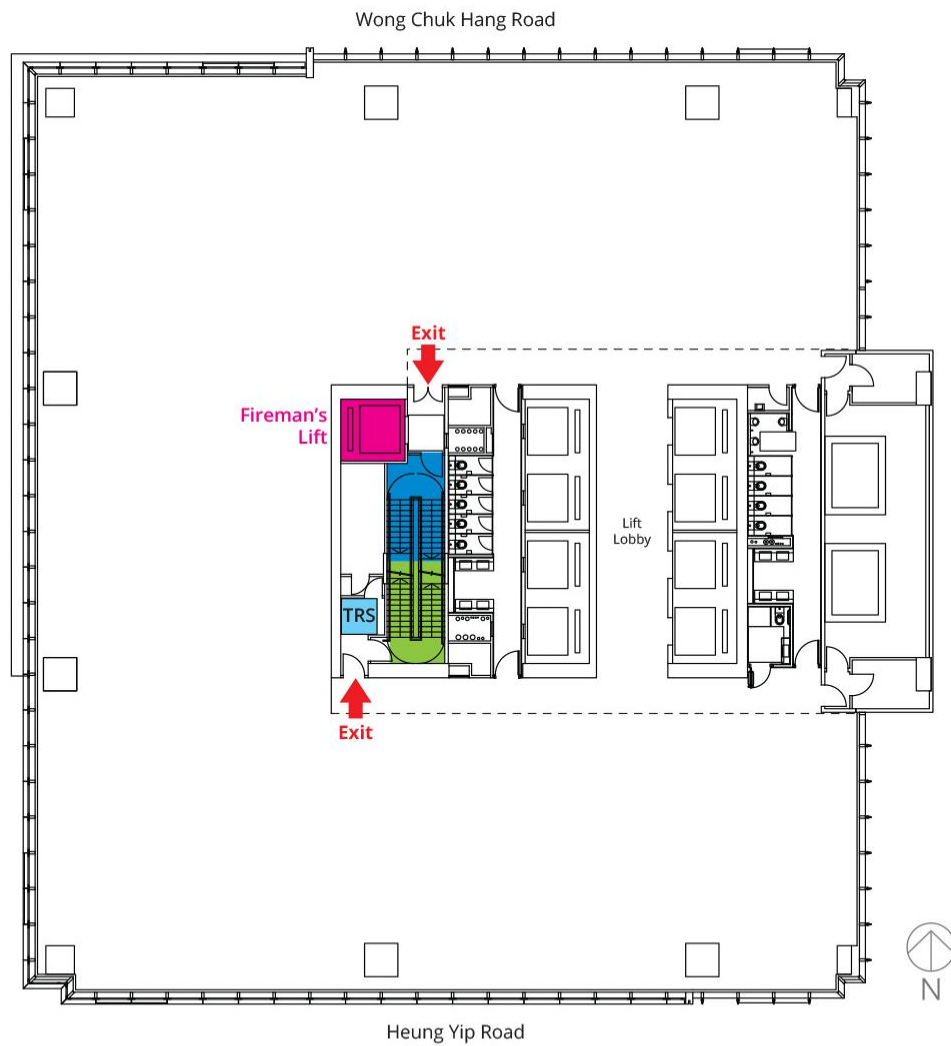 Wong Chuk Hang Road
Exit
Fireman's
Lift
Lift
Lobby
TRS
Exit
N
Heung Yip Road